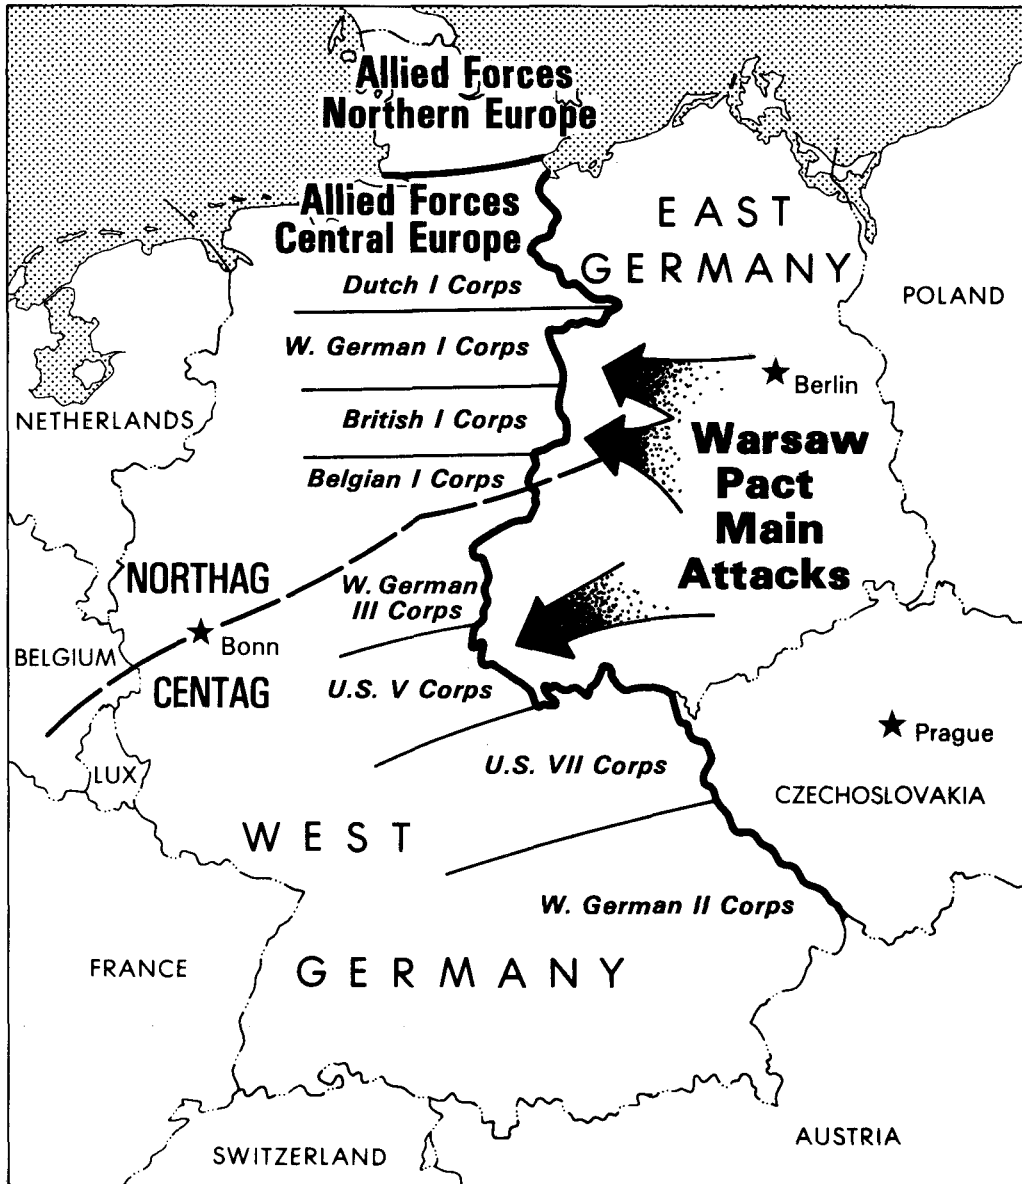 Allied Forces
Northern Europe
Allied Forces
Central Europe
EAST
GERMANY
POLAND
Dutch I Corps
W. German I Corps
Berlin
NETHERLANDS
British I Corps
Warsaw
Pact
Main
Attacks
Belgian I Corps
NORTHAG
W. German
III Corps
Bonn
BELGIUM
CENTAG
U.S. V Corps
Prague
LUX
U.S. VII Corps
CZECHOSLOVAKIA
WEST
W. German II Corps
FRANCE
GERMANY
AUSTRIA
SWITZERLAND